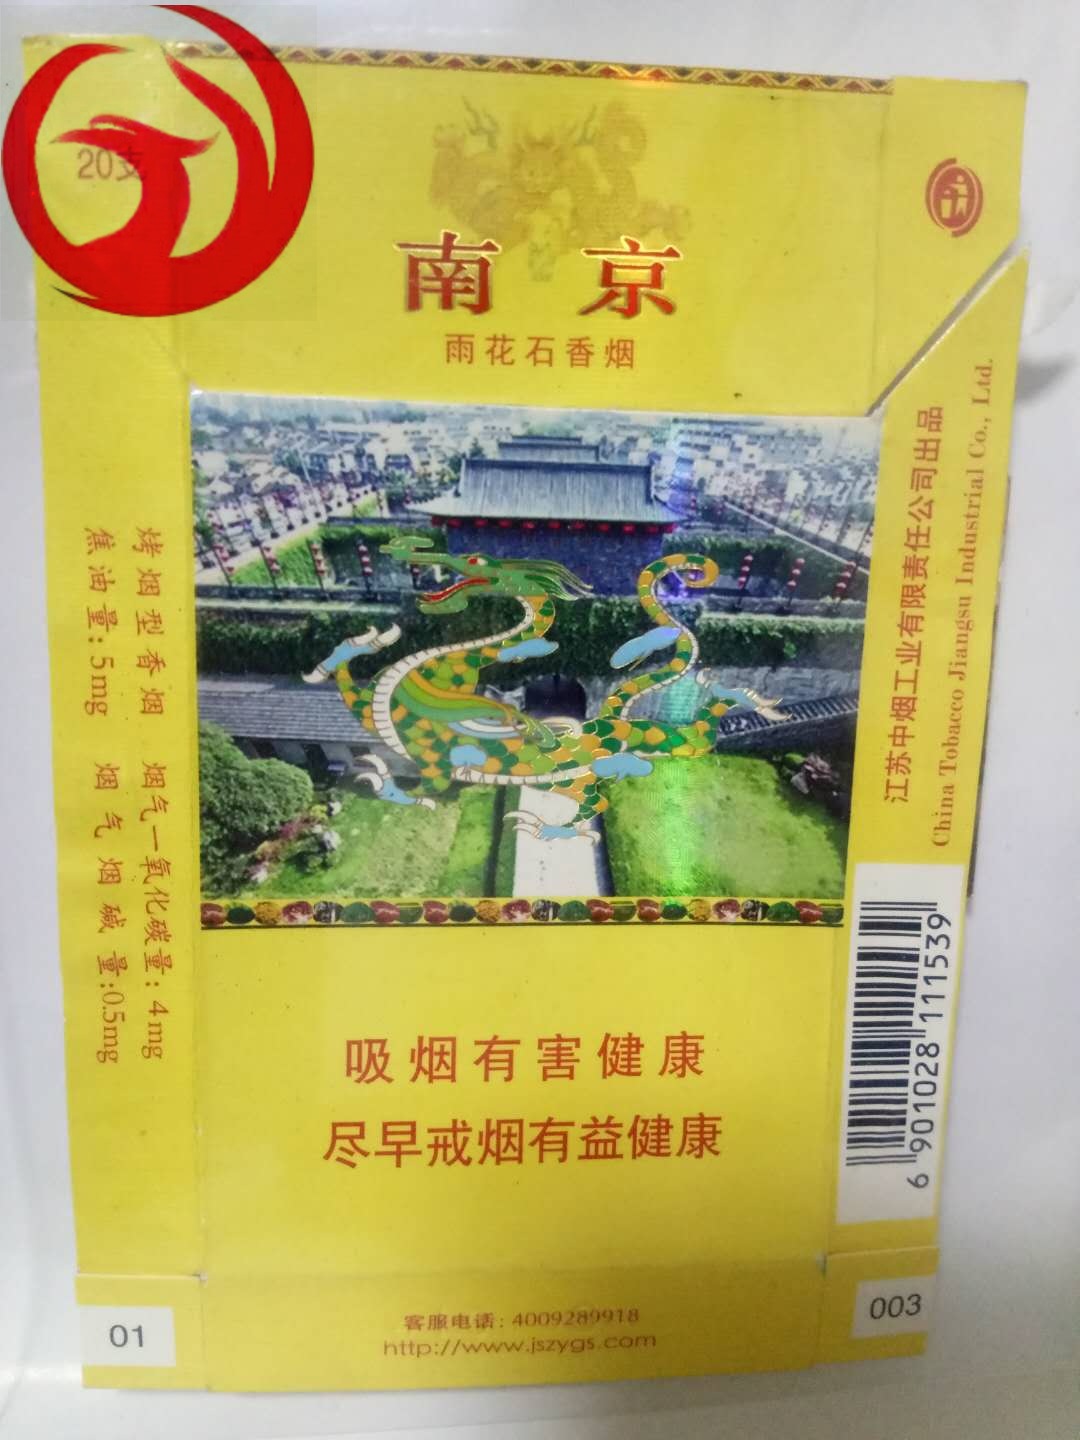 20支
南京
雨花石香烟
烤烟型香烟 烟气一氧化碳量:4mg
焦油量:5mg 烟气烟碱量:0.5mg
江苏中烟工业有限责任公司出品
China Tobacco Jiangsu Industrial Co., Ltd.
6901028111539
吸烟有害健康
尽早戒烟有益健康
客服电话:4009289918
http://www.jszygs.com
01
003